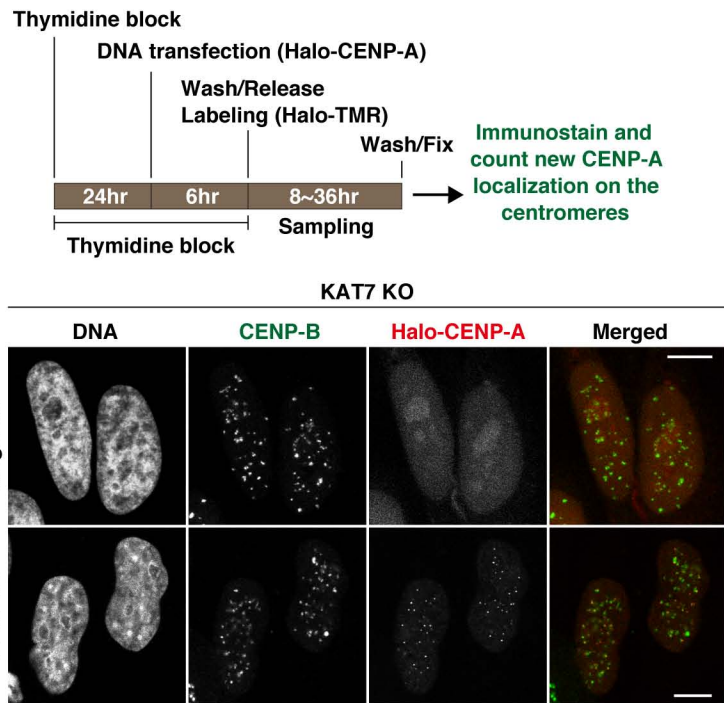 Thymidine block
DNA transfection (Halo-CENP-A)
Wash/Release
Labeling (Halo-TMR)
Wash/Fix
24hr
6hr
8~36hr
Thymidine block
Sampling
Immunostain and
count new CENP-A
localization on the
centromeres
KAT7 KO
DNA
CENP-B
Halo-CENP-A
Merged